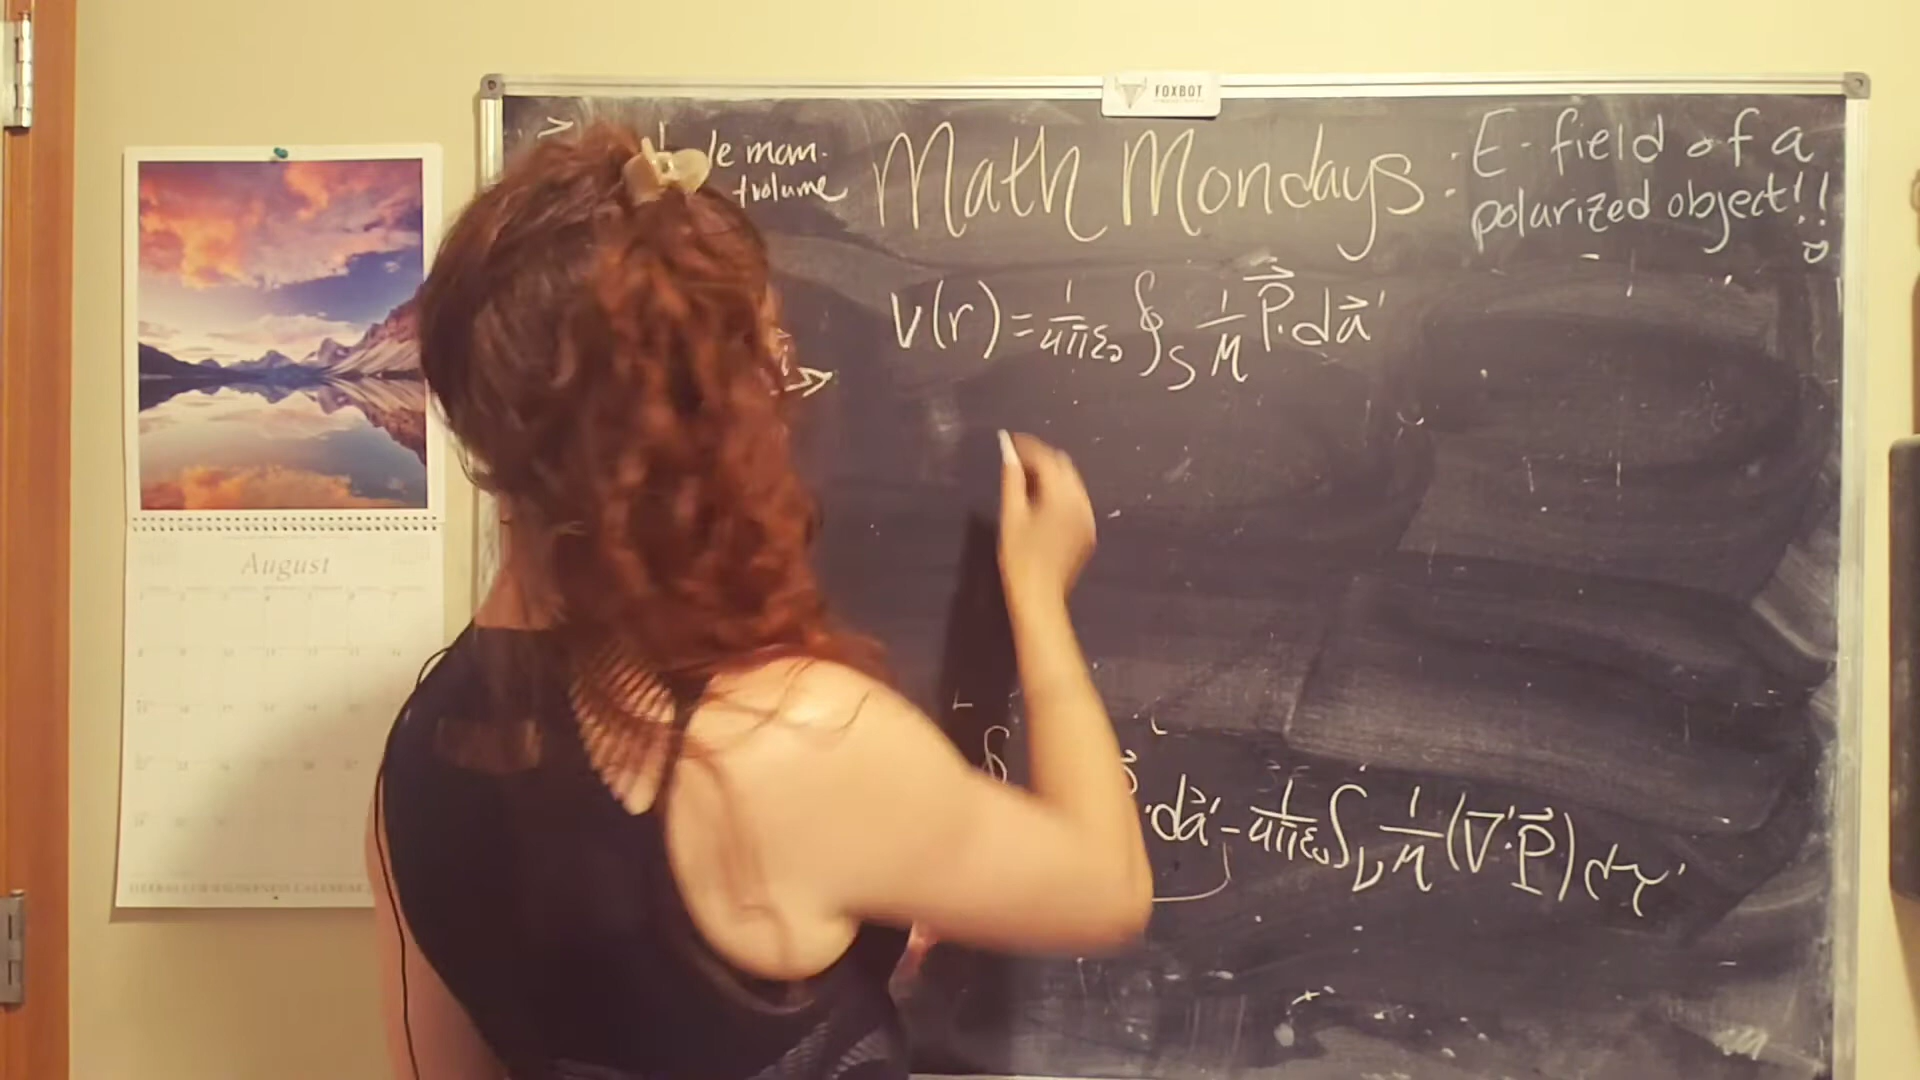 FOXBOT
mom.
volume
Math Mondays : E-field of a
polarized object!!
V(r) = 1/4πε₀ ∮S 1/𝓇 P⃗ · da⃗'
∮ · da⃗' - 1/4πε₀ ∫V 1/𝓇 (∇' · P⃗) dτ'
August